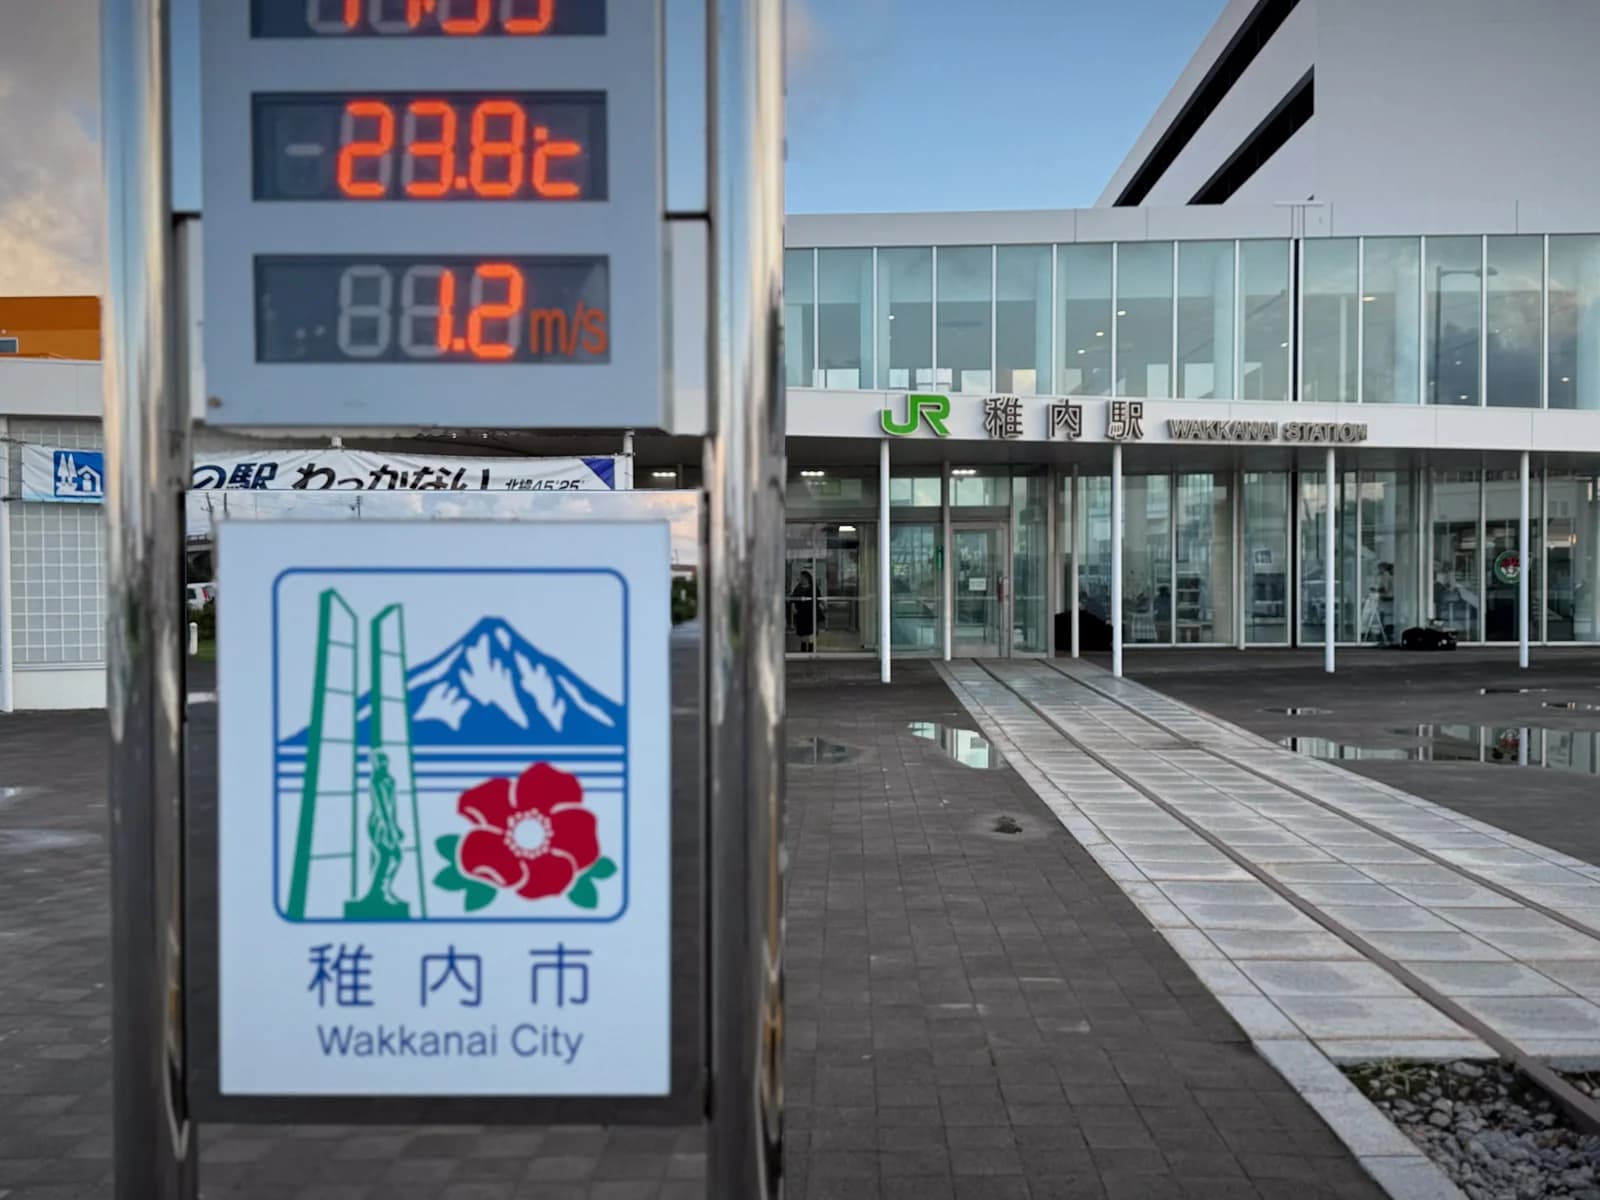 23.8℃
1.2m/s
JR 稚内駅 WAKKANAI STATION
の駅 わっかない 北緯45°25'
稚内市
Wakkanai City